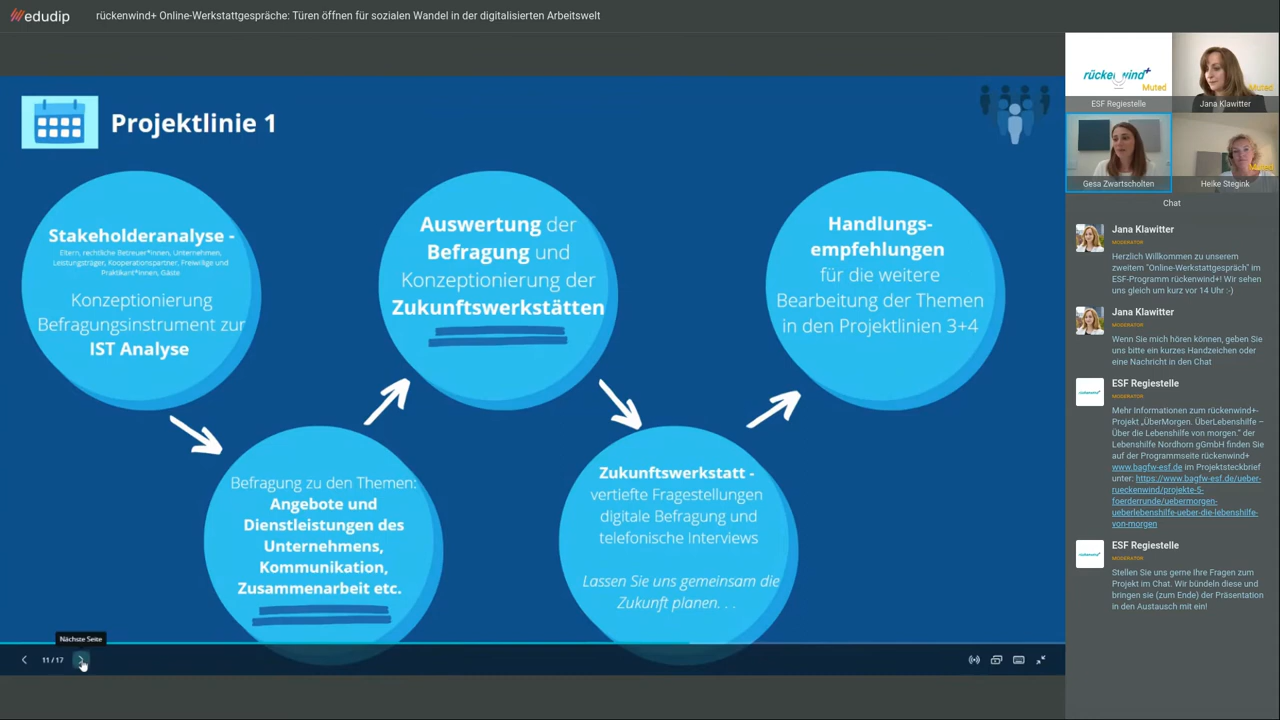 edudip
rückenwind+ Online-Werkstattgespräche: Türen öffnen für sozialen Wandel in der digitalisierten Arbeitswelt
Projektlinie 1
Stakeholderanalyse -
Eltern, rechtliche Betreuer*innen, Unternehmen,
Leistungsträger, Kooperationspartner, Freiwillige und
Praktikant*innen, Gäste
Konzeptionierung
Befragungsinstrument zur
IST Analyse
Befragung zu den Themen:
Angebote und
Dienstleistungen des
Unternehmens,
Kommunikation,
Zusammenarbeit etc.
Auswertung der
Befragung und
Konzeptionierung der
Zukunftswerkstätten
Zukunftswerkstatt -
vertiefte Fragestellungen
digitale Befragung und
telefonische Interviews
Lassen Sie uns gemeinsam die
Zukunft planen. . .
Handlungs-
empfehlungen
für die weitere
Bearbeitung der Themen
in den Projektlinien 3+4
Nächste Seite
11 / 17
rückenwind+
Muted
ESF Regiestelle
Muted
Jana Klawitter
Gesa Zwartscholten
Muted
Heike Stegink
Chat
Jana Klawitter
MODERATOR
Herzlich Willkommen zu unserem
zweitem "Online-Werkstattgespräch" im
ESF-Programm rückenwind+! Wir sehen
uns gleich um kurz vor 14 Uhr :-)
Jana Klawitter
MODERATOR
Wenn Sie mich hören können, geben Sie
uns bitte ein kurzes Handzeichen oder
eine Nachricht in den Chat
ESF Regiestelle
MODERATOR
Mehr Informationen zum rückenwind+-
Projekt „ÜberMorgen. ÜberLebenshilfe –
Über die Lebenshilfe von morgen.“ der
Lebenshilfe Nordhorn gGmbH finden Sie
auf der Programmseite rückenwind+
www.bagfw-esf.de im Projektsteckbrief
unter: https://www.bagfw-esf.de/ueber-
rueckenwind/projekte-5-
foerderrunde/uebermorgen-
ueberlebenshilfe-ueber-die-lebenshilfe-
von-morgen
ESF Regiestelle
MODERATOR
Stellen Sie uns gerne Ihre Fragen zum
Projekt im Chat. Wir bündeln diese und
bringen sie (zum Ende) der Präsentation
in den Austausch mit ein!